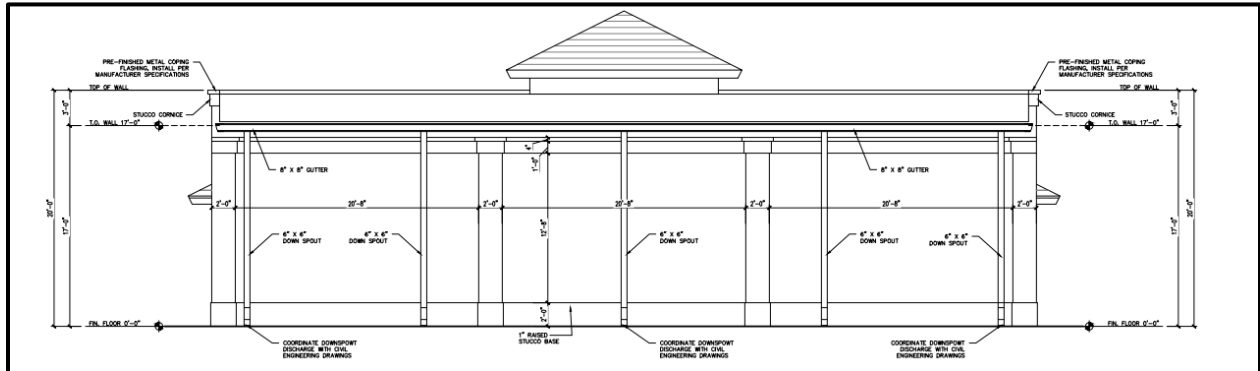 PRE-FINISHED METAL COPING
FLASHING, INSTALL PER
MANUFACTURER SPECIFICATIONS
TOP OF WALL
STUCCO CORNICE
T.O. WALL 17'-0"
3'-0"
20'-0"
17'-0"
FIN. FLOOR 0'-0"
PRE-FINISHED METAL COPING
FLASHING, INSTALL PER
MANUFACTURER SPECIFICATIONS
TOP OF WALL
STUCCO CORNICE
T.O. WALL 17'-0"
3'-0"
17'-0"
20'-0"
FIN. FLOOR 0'-0"
8" X 8" GUTTER
8" X 8" GUTTER
4"
1'-0"
2'-0"
20'-8"
2'-0"
20'-8"
2'-0"
20'-8"
2'-0"
12'-8"
2'-0"
6" X 6"
DOWN SPOUT
6" X 6"
DOWN SPOUT
6" X 6"
DOWN SPOUT
6" X 6"
DOWN SPOUT
6" X 6"
DOWN SPOUT
COORDINATE DOWNSPOWT
DISCHARGE WITH CIVIL
ENGINEERING DRAWINGS
1" RAISED
STUCCO BASE
COORDINATE DOWNSPOWT
DISCHARGE WITH CIVIL
ENGINEERING DRAWINGS
COORDINATE DOWNSPOWT
DISCHARGE WITH CIVIL
ENGINEERING DRAWINGS